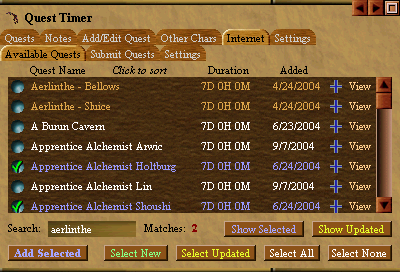 Quest Timer
Quests Notes Add/Edit Quest Other Chars Internet Settings
Available Quests Submit Quests Settings
Quest Name Click to sort Duration Added
Aerlinthe - Bellows 7D 0H 0M 4/24/2004 View
Aerlinthe - Shuice 7D 0H 0M 4/24/2004 View
A Burun Cavern 7D 0H 0M 6/23/2004 View
Apprentice Alchemist Arwic 7D 0H 0M 9/7/2004 View
Apprentice Alchemist Holtburg 7D 0H 0M 6/24/2004 View
Apprentice Alchemist Lin 7D 0H 0M 9/7/2004 View
Apprentice Alchemist Shoushi 7D 0H 0M 6/24/2004 View
Search: aerlinthe Matches: 2 Show Selected Show Updated
Add Selected Select New Select Updated Select All Select None